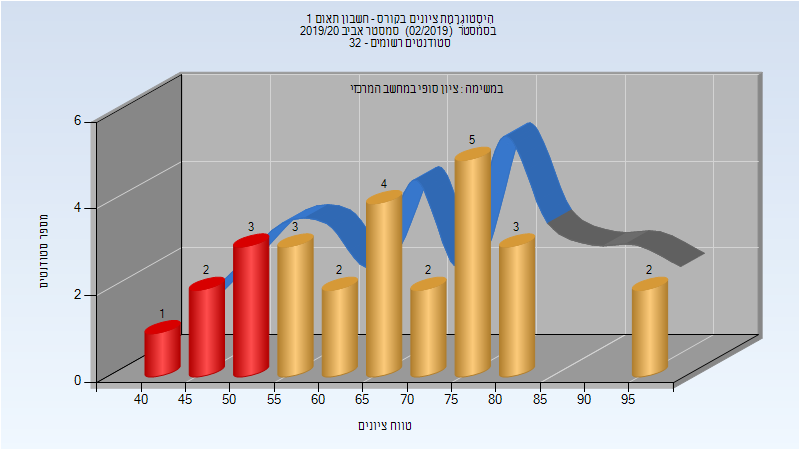 היסטוגרמת ציונים בקורס - חשבון תאום 1
בסמסטר (02/2019) סמסטר אביב 2019/20
סטודנטים רשומים - 32
במשימה : ציון סופי במחשב המרכזי
מספר סטודנטים
6
4
2
0
1
2
3
3
2
4
2
5
3
2
40 45 50 55 60 65 70 75 80 85 90 95
טווח ציונים